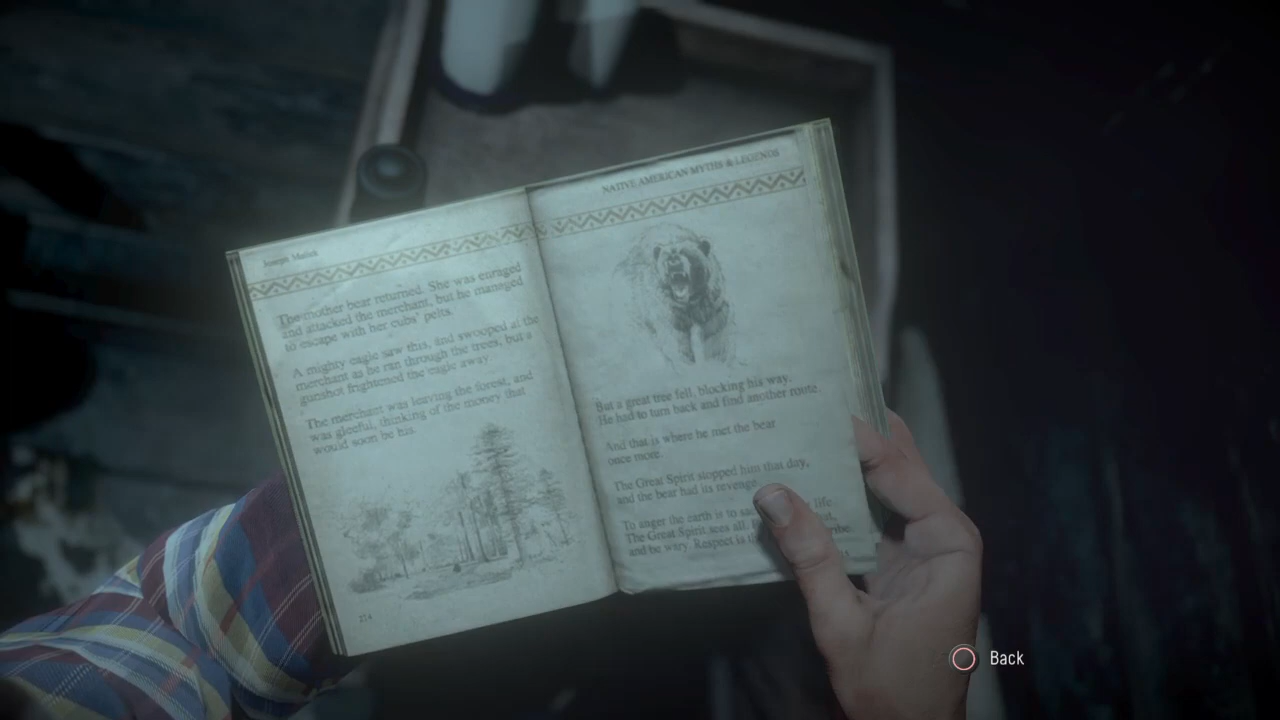 Joseph
The mother bear returned. She was enraged
and attacked the merchant, but he managed
to escape with her cubs' pelts.
A mighty eagle saw this, and swooped at the
merchant as he ran through the trees, but a
gunshot frightened the eagle away.
The merchant was leaving the forest, and
was gleeful, thinking of the money that
would soon be his.
174
NATIVE AMERICAN MYTHS & LEGENDS
But a great tree fell, blocking his way.
He had to turn back and find another route.
And that is where he met the bear
once more.
The Great Spirit stopped him that day,
and the bear had its revenge.
To anger the earth is to life.
The Great Spirit sees all.
and be wary. Respect is
Back